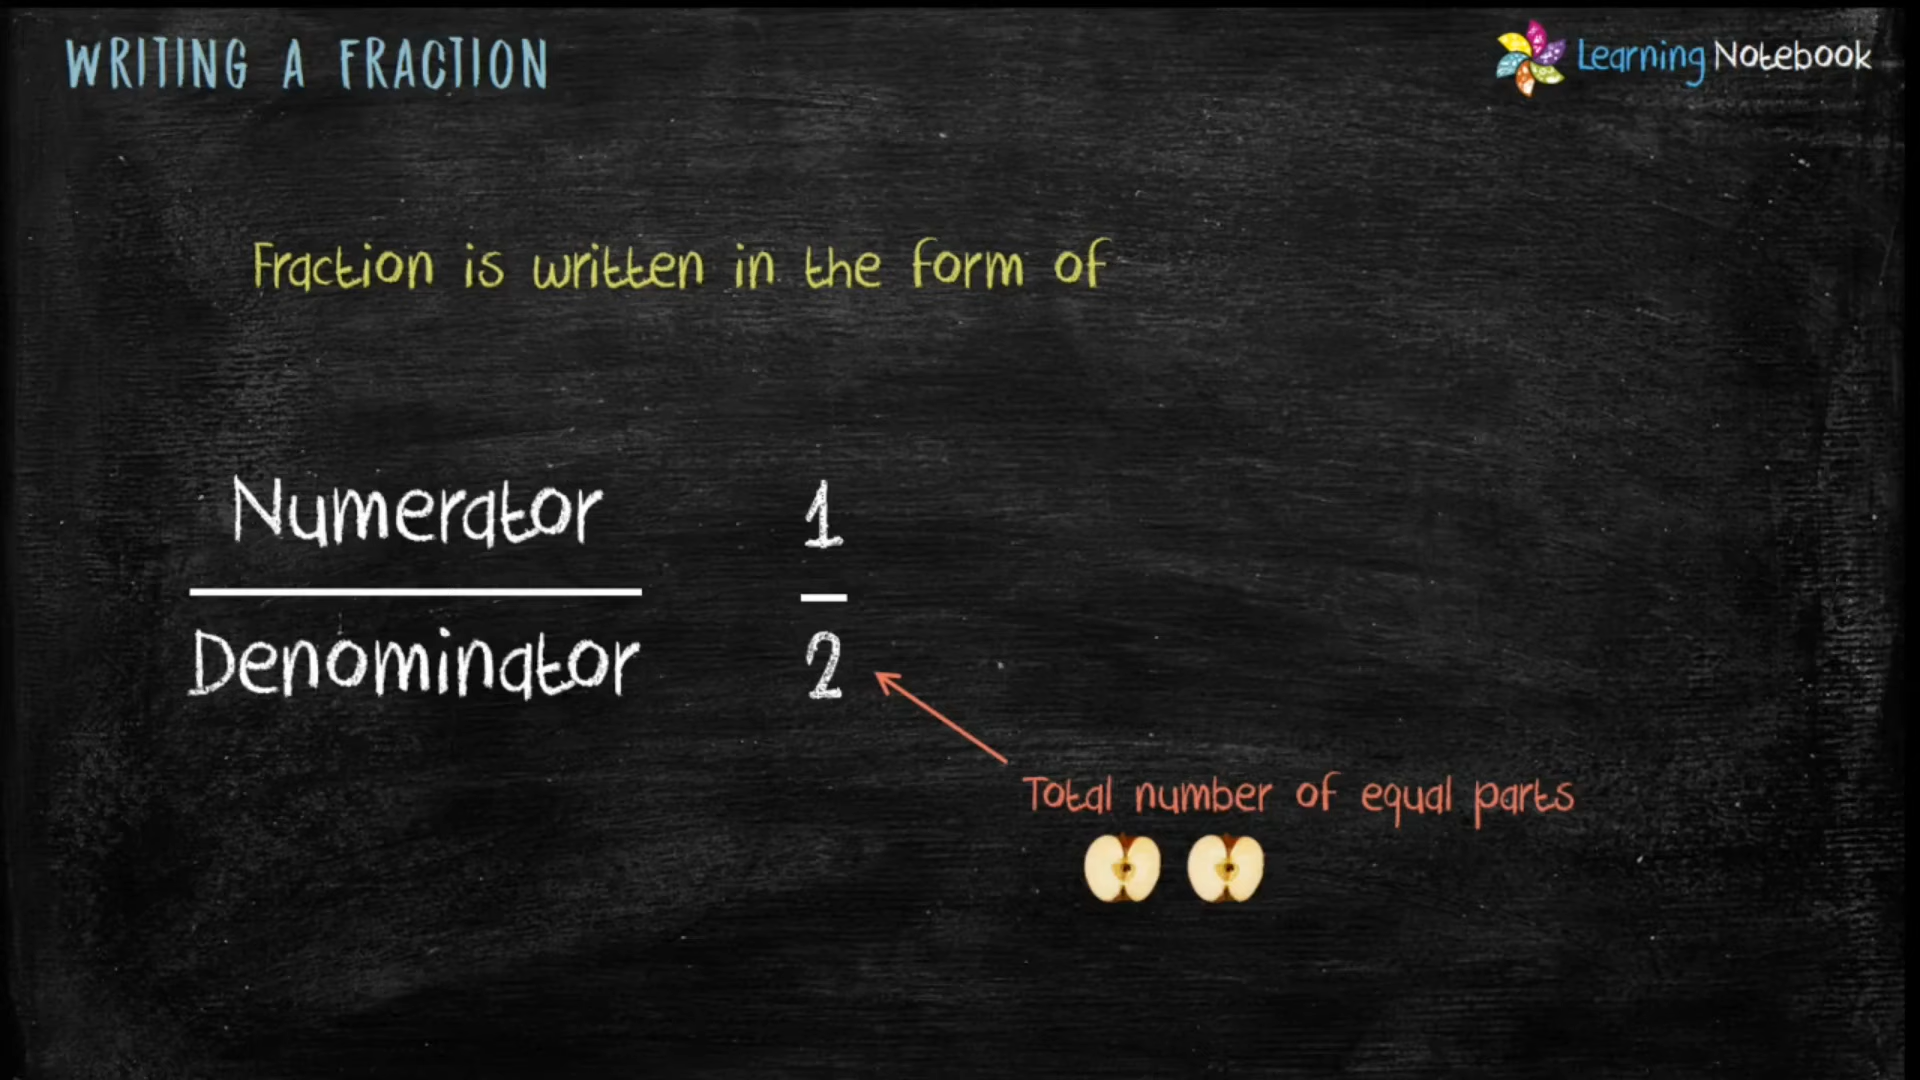 WRITING A FRACTION
Learning Notebook
Fraction is written in the form of
Numerator 1
Denominator 2
Total number of equal parts